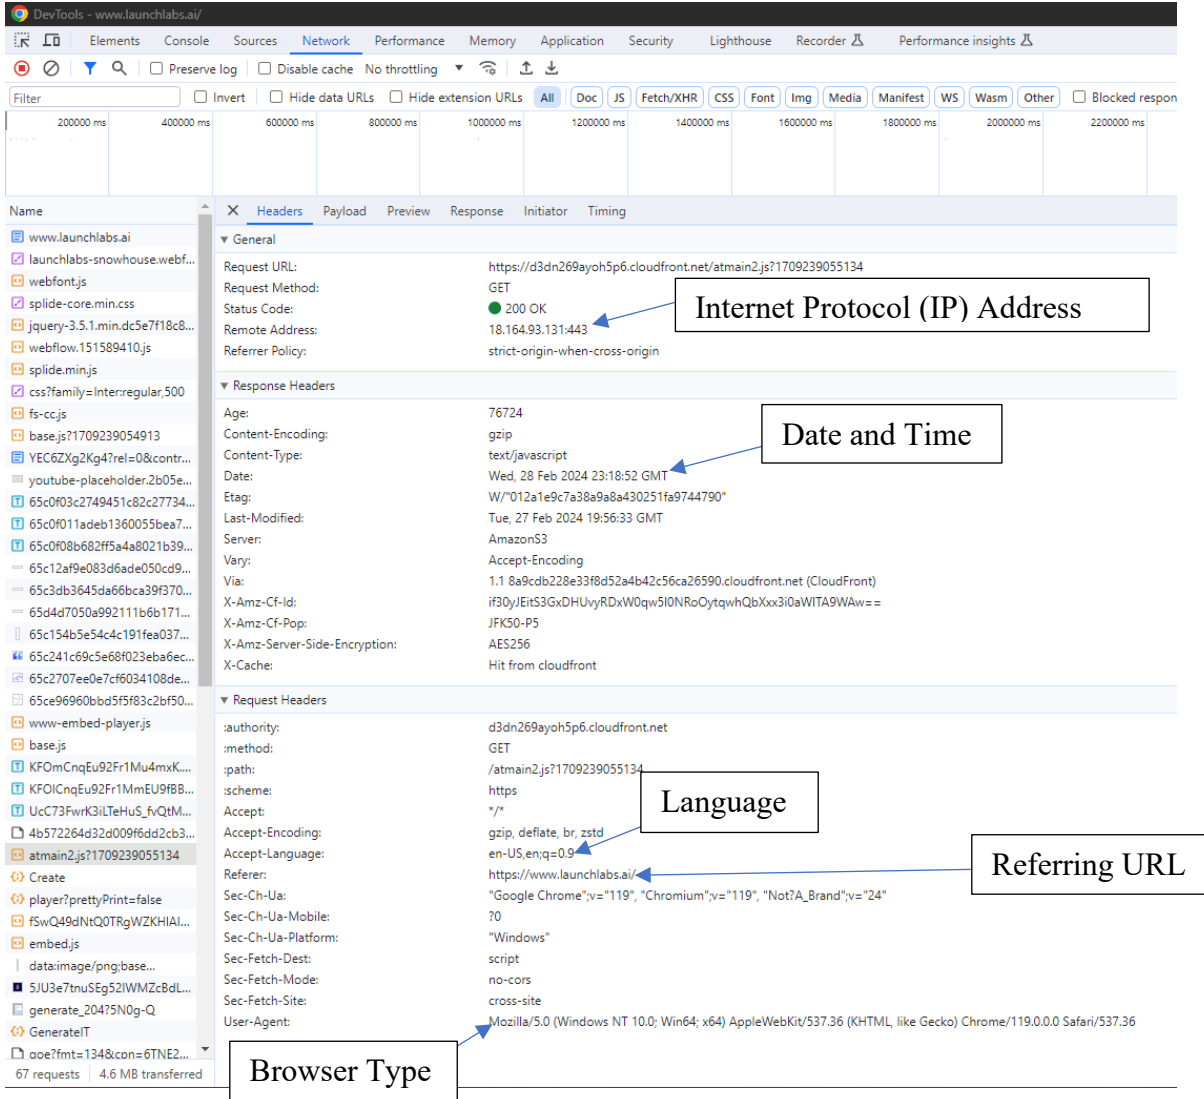 DevTools - www.launchlabs.ai/
Elements Console Sources Network Performance Memory Application Security Lighthouse Recorder Performance insights
Preserve log Disable cache No throttling
Filter Invert Hide data URLs Hide extension URLs All Doc JS Fetch/XHR CSS Font Img Media Manifest WS Wasm Other Blocked respon
200000 ms 400000 ms 600000 ms 800000 ms 1000000 ms 1200000 ms 1400000 ms 1600000 ms 1800000 ms 2000000 ms 2200000 ms
Name
www.launchlabs.ai
launchlabs-snowhouse.webf...
webfont.js
splide-core.min.css
jquery-3.5.1.min.dc5e7f18c8...
webflow.151589410.js
splide.min.js
css?family=Inter:regular,500
fs-cc.js
base.js?1709239054913
YEC6ZXg2Kg4?rel=0&contr...
youtube-placeholder.2b05e...
65c0f03c2749451c82c27734...
65c0f011adeb1360055bea7...
65c0f08b682ff5a4a8021b39...
65c12af9e083d6ade050cd9...
65c3db3645da66bca39f370...
65d4d7050a992111b6b171...
65c154b5e54c4c191fea037...
65c241c69c5e68f023eba6ec...
65c2707ee0e7cf6034108de...
65ce96960bbd5f5f83c2bf50...
www-embed-player.js
base.js
KFOmCnqEu92Fr1Mu4mxK....
KFOlCnqEu92Fr1MmEU9fBB...
UcC73FwrK3iLTeHuS_fvQtM...
4b572264d32d009f6dd2cb3...
atmain2.js?1709239055134
Create
player?prettyPrint=false
fSwQ49dNtQ0TRgWZKHIAI...
embed.js
data:image/png;base...
5JU3e7tnuSEg52IWMZcBdL...
generate_204?5N0g-Q
GenerateIT
qoe?fmt=134&cpn=6TNE2...
67 requests 4.6 MB transferred
Headers Payload Preview Response Initiator Timing
General
Request URL: https://d3dn269ayoh5p6.cloudfront.net/atmain2.js?1709239055134
Request Method: GET
Status Code: 200 OK
Remote Address: 18.164.93.131:443
Referrer Policy: strict-origin-when-cross-origin
Internet Protocol (IP) Address
Response Headers
Age: 76724
Content-Encoding: gzip
Content-Type: text/javascript
Date: Wed, 28 Feb 2024 23:18:52 GMT
Etag: W/"012a1e9c7a38a9a8a430251fa9744790"
Last-Modified: Tue, 27 Feb 2024 19:56:33 GMT
Server: AmazonS3
Vary: Accept-Encoding
Via: 1.1 8a9cdb228e33f8d52a4b42c56ca26590.cloudfront.net (CloudFront)
X-Amz-Cf-Id: if30yJEitS3GxDHUvyRDxW0qw5I0NRoOytqwhQbXxx3i0aWITA9WAw==
X-Amz-Cf-Pop: JFK50-P5
X-Amz-Server-Side-Encryption: AES256
X-Cache: Hit from cloudfront
Date and Time
Request Headers
:authority: d3dn269ayoh5p6.cloudfront.net
:method: GET
:path: /atmain2.js?1709239055134
:scheme: https
Accept: */*
Accept-Encoding: gzip, deflate, br, zstd
Accept-Language: en-US,en;q=0.9
Referer: https://www.launchlabs.ai/
Sec-Ch-Ua: "Google Chrome";v="119", "Chromium";v="119", "Not?A_Brand";v="24"
Sec-Ch-Ua-Mobile: ?0
Sec-Ch-Ua-Platform: "Windows"
Sec-Fetch-Dest: script
Sec-Fetch-Mode: no-cors
Sec-Fetch-Site: cross-site
User-Agent: Mozilla/5.0 (Windows NT 10.0; Win64; x64) AppleWebKit/537.36 (KHTML, like Gecko) Chrome/119.0.0.0 Safari/537.36
Language
Referring URL
Browser Type